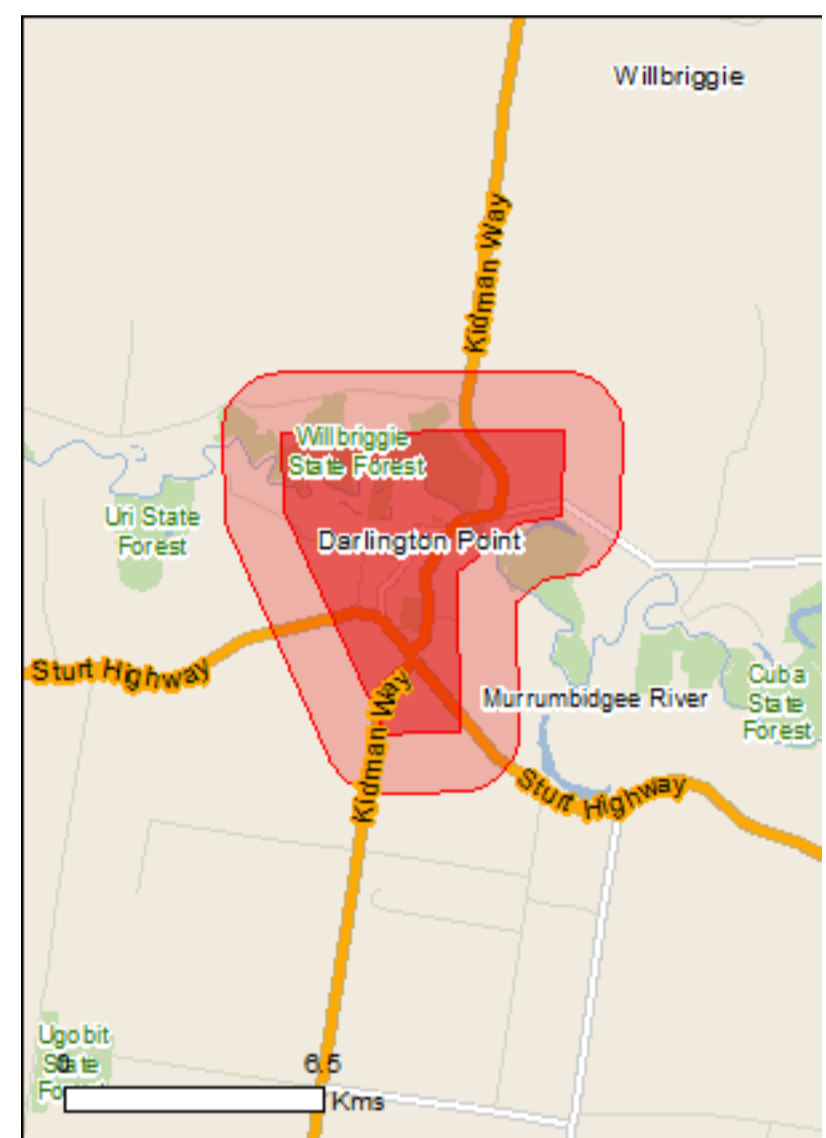 Willbriggie
Kidman Way
Willbriggie
State Forest
Uri State
Forest
Darlington Point
Sturt Highway
Murrumbidgee River
Cuba
State
Forest
Kidman Way
Sturt Highway
Ugobit
State
0
6.5
Kms